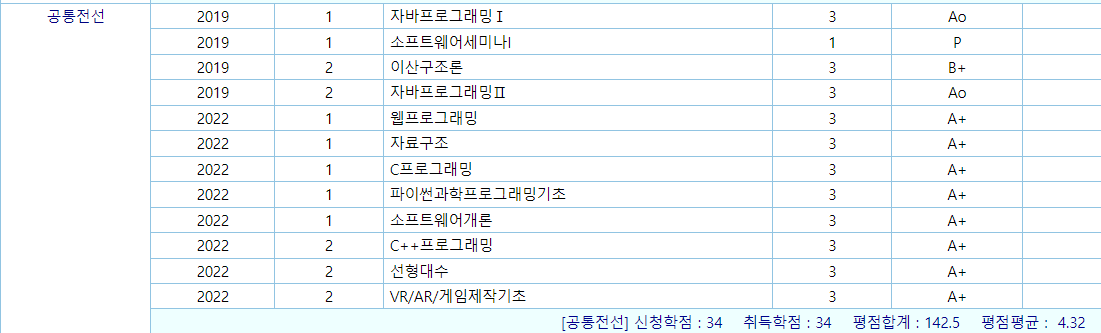 공통전선 2019 1 자바프로그래밍 I 3 Ao
2019 1 소프트웨어세미나I 1 P
2019 2 이산구조론 3 B+
2019 2 자바프로그래밍Ⅱ 3 Ao
2022 1 웹프로그래밍 3 A+
2022 1 자료구조 3 A+
2022 1 C프로그래밍 3 A+
2022 1 파이썬과학프로그래밍기초 3 A+
2022 1 소프트웨어개론 3 A+
2022 2 C++프로그래밍 3 A+
2022 2 선형대수 3 A+
2022 2 VR/AR/게임제작기초 3 A+
[공통전선] 신청학점 : 34 취득학점 : 34 평점합계 : 142.5 평점평균 : 4.32